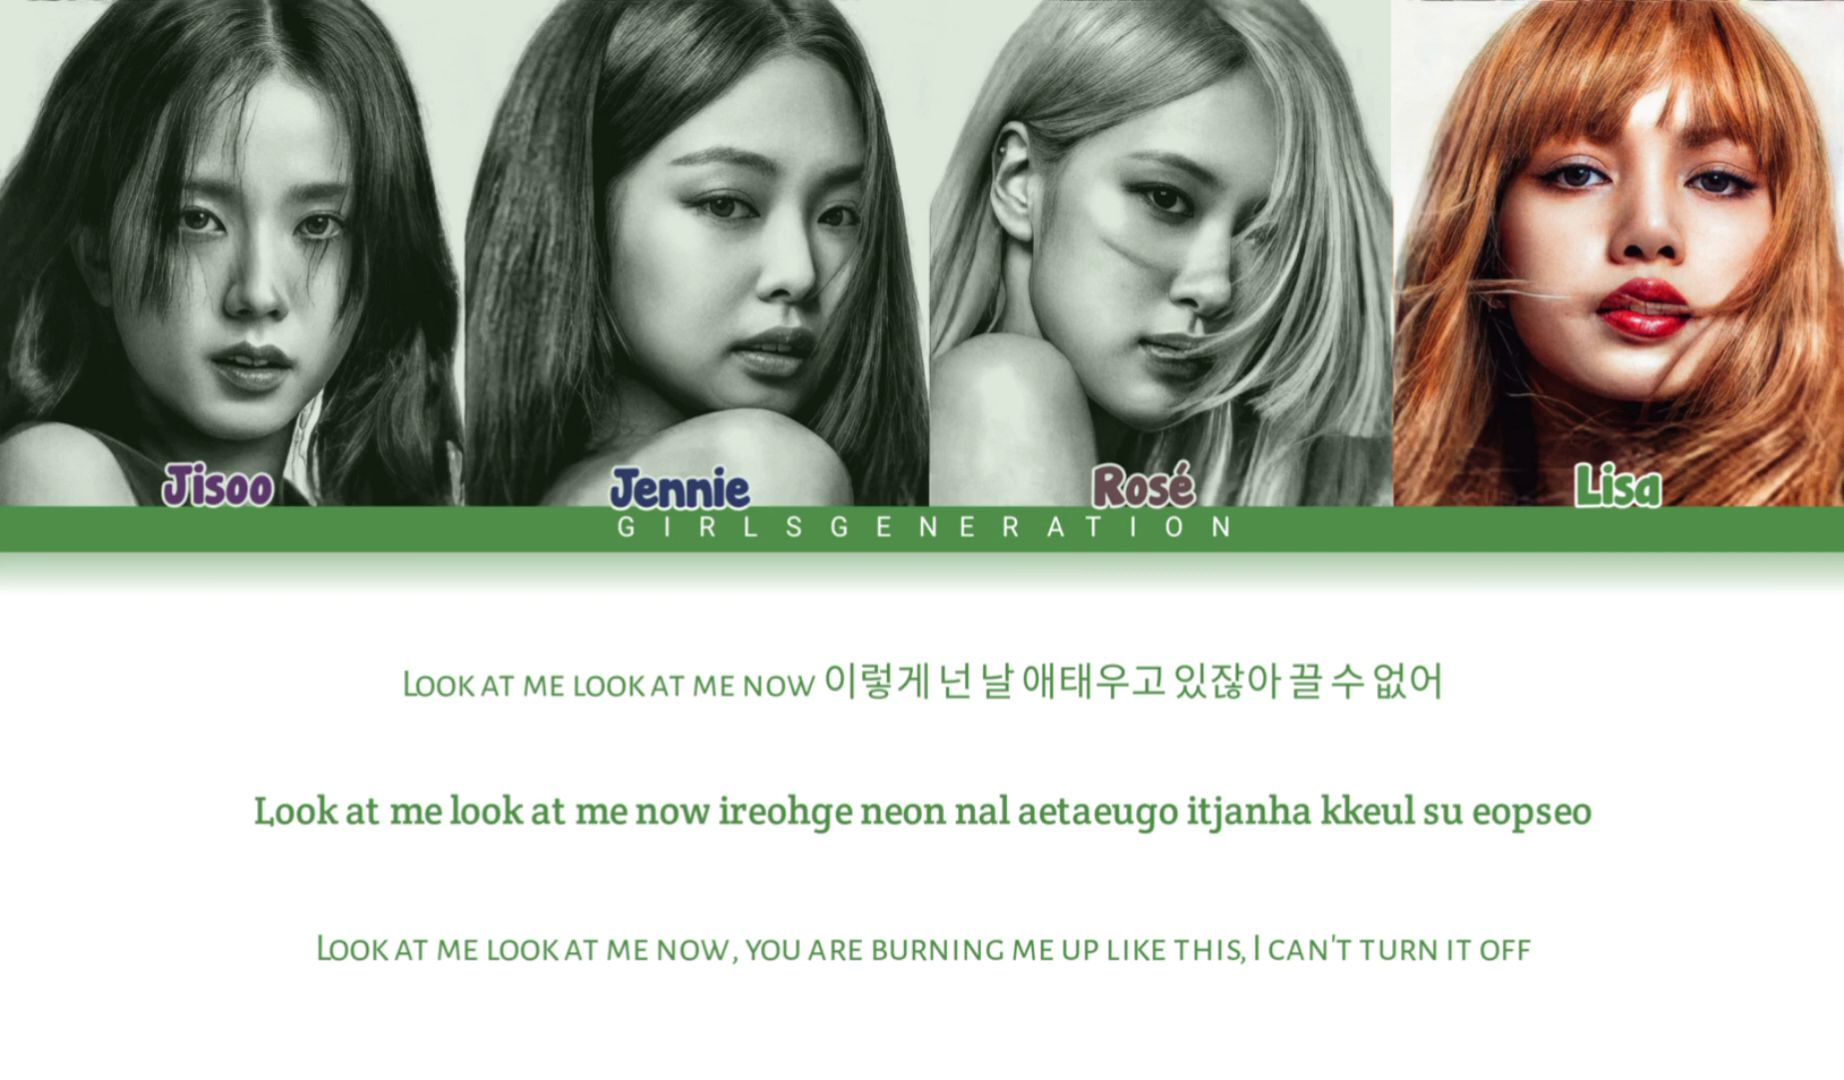 Jisoo
Jennie
Rosé
Lisa
GIRLSGENERATION
Look at me look at me now 이렇게 넌 날 애태우고 있잖아 끌 수 없어
Look at me look at me now ireohge neon nal aetaeugo itjanha kkeul su eopseo
Look at me look at me now, you are burning me up like this, I can't turn it off